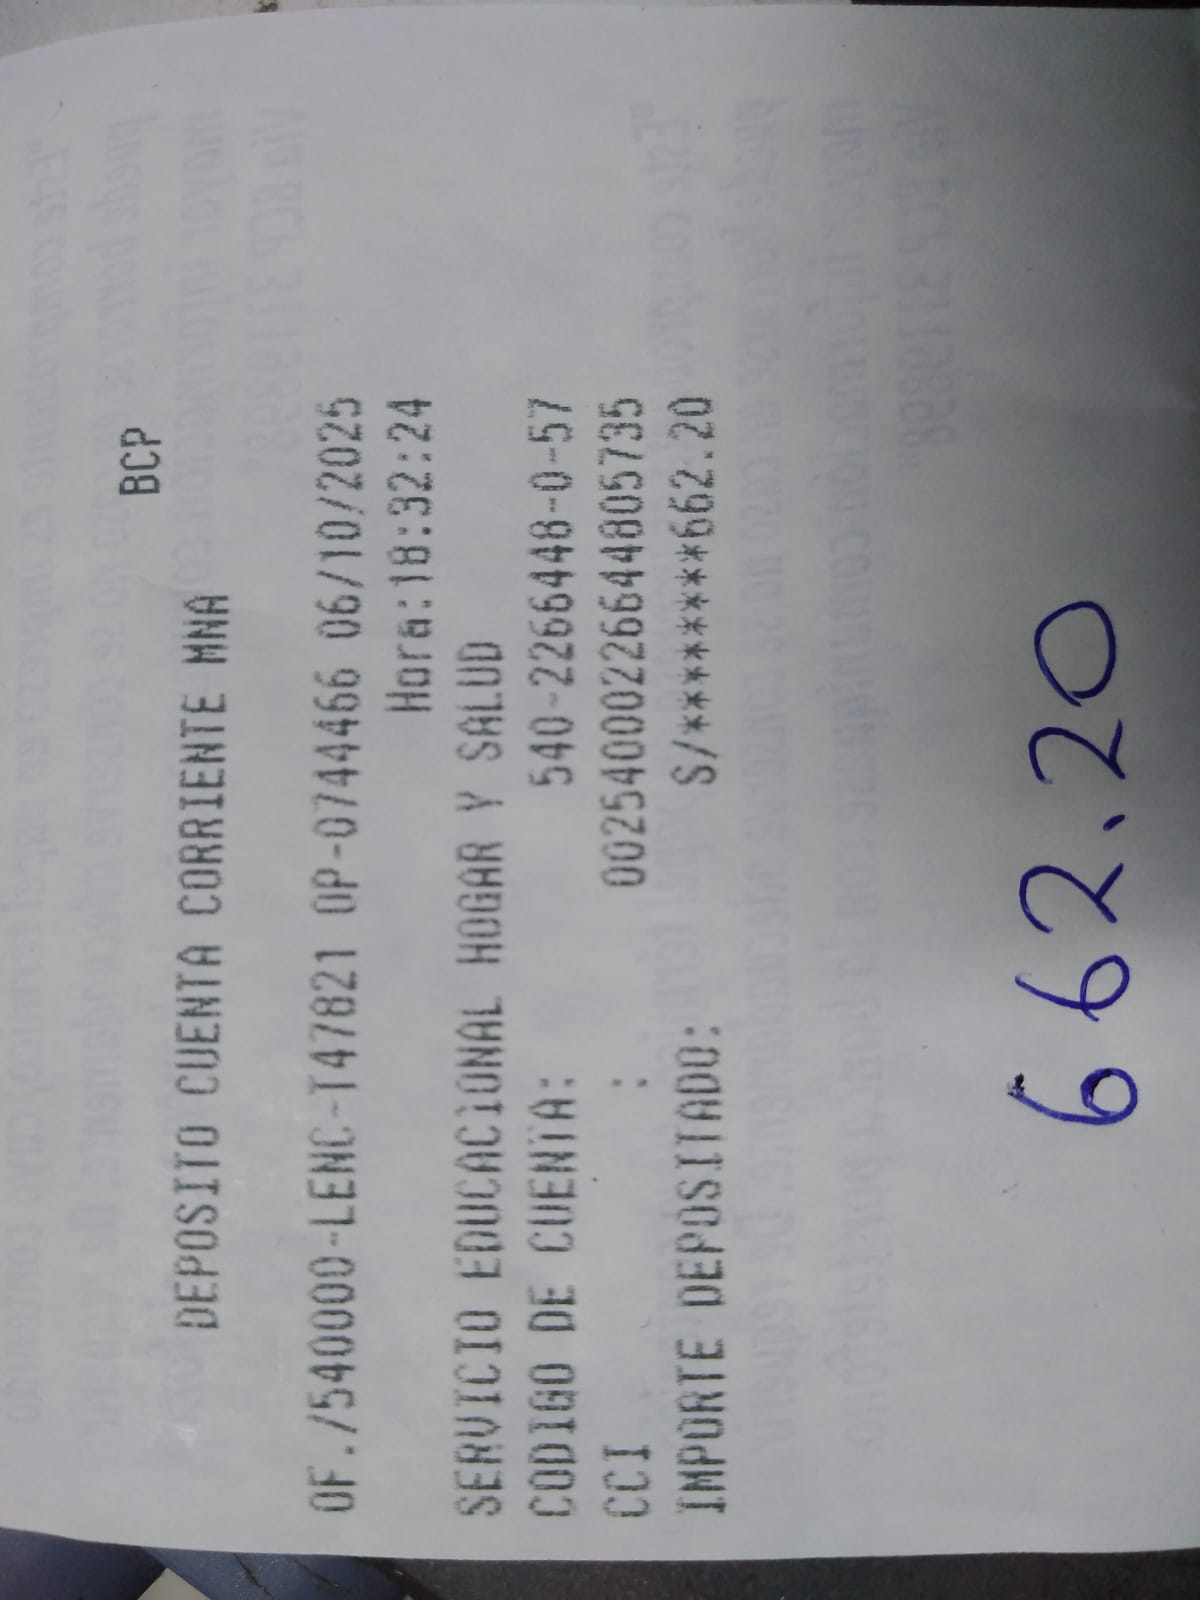 BCP
DEPOSITO CUENTA CORRIENTE MNA
OF./540000-LENC-T47821 OP-074466 06/10/2025
Hora:18:32:24
SERVICIO EDUCACIONAL HOGAR Y SALUD
CODIGO DE CUENTA: 540-2266448-0-57
CCI : 00254000226644805735
IMPORTE DEPOSITADO: S/*******662.20
662.20